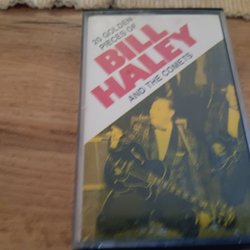 20 GOLDEN
PIECES OF
BILL
HALEY
AND THE COMETS